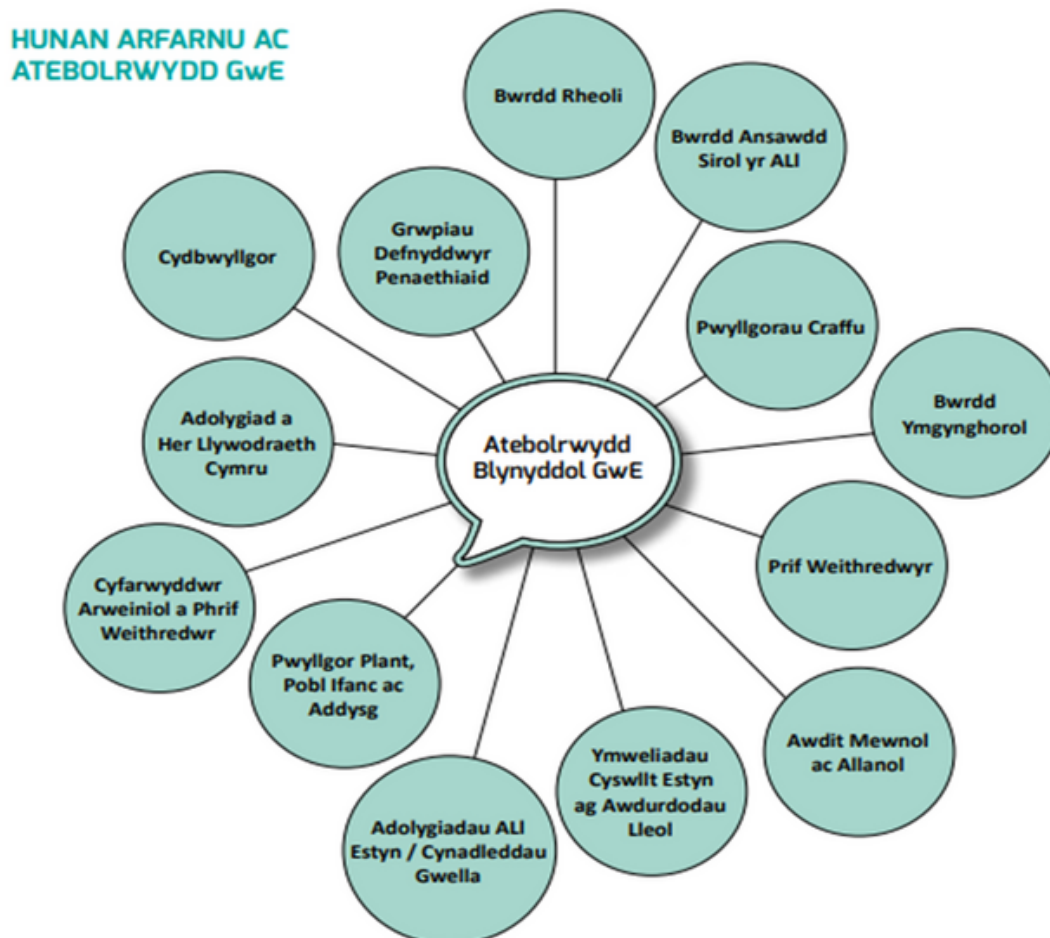 HUNAN ARFARNU AC
ATEBOLRWYDD GwE
Bwrdd Rheoli
Bwrdd Ansawdd
Sirol yr ALl
Grwpiau
Defnyddwyr
Penaethiaid
Cydbwyllgor
Pwyllgorau Craffu
Bwrdd
Ymgynghorol
Adolygiad a
Her Llywodraeth
Cymru
Atebolrwydd
Blynyddol GwE
Prif Weithredwyr
Cyfarwyddwr
Arweiniol a Phrif
Weithredwr
Pwyllgor Plant,
Pobl Ifanc ac
Addysg
Awdit Mewnol
ac Allanol
Ymweliadau
Cyswllt Estyn
ag Awdurdodau
Lleol
Adolygiadau ALl
Estyn / Cynadleddau
Gwella